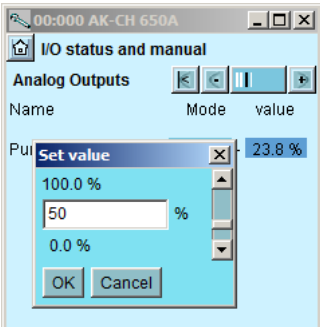 00:000 AK-CH 650A
I/O status and manual
Analog Outputs
Name Mode value
23.8 %
Set value
100.0 %
50 %
0.0 %
OK Cancel